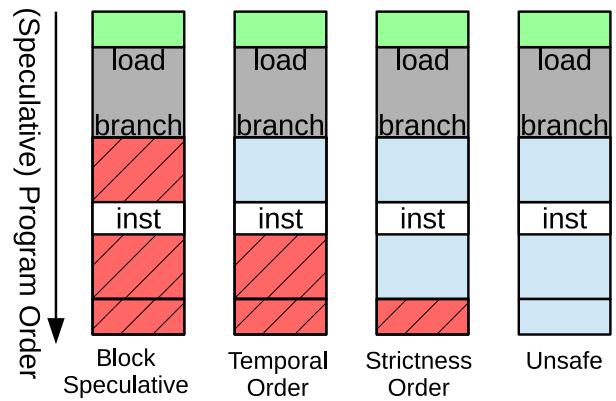 (Speculative) Program Order
load
load
load
load
branch
branch
branch
branch
inst
inst
inst
inst
Block
Speculative
Temporal
Order
Strictness
Order
Unsafe